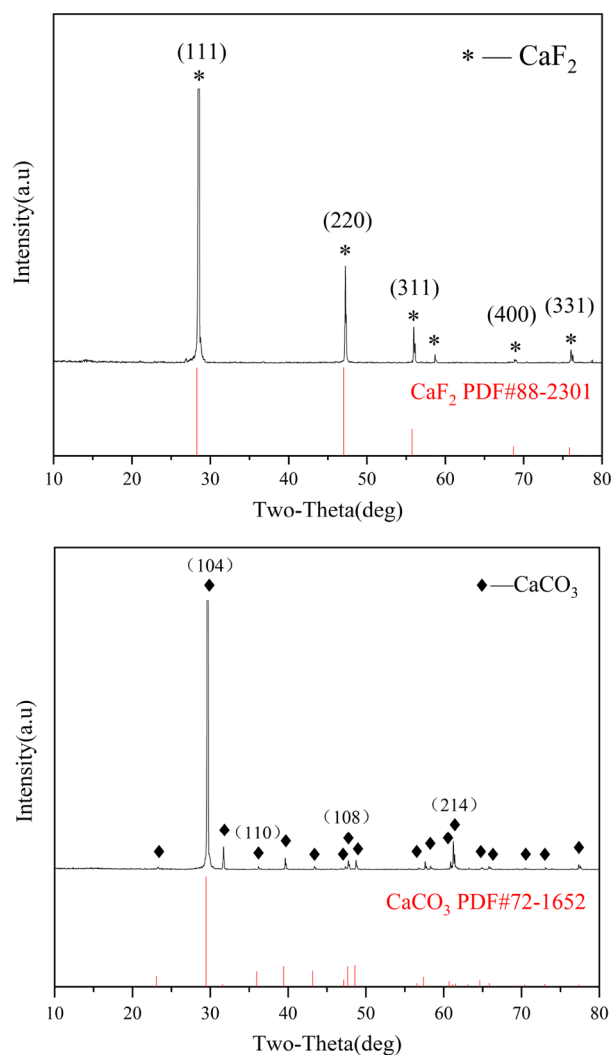 (111)
* — CaF₂
(220)
(311)
(400)
(331)
Intensity(a.u)
CaF₂ PDF#88-2301
10 20 30 40 50 60 70 80
Two-Theta(deg)
（104）
♦—CaCO₃
（110）
（108）
（214）
Intensity(a.u)
CaCO₃ PDF#72-1652
10 20 30 40 50 60 70 80
Two-Theta(deg)